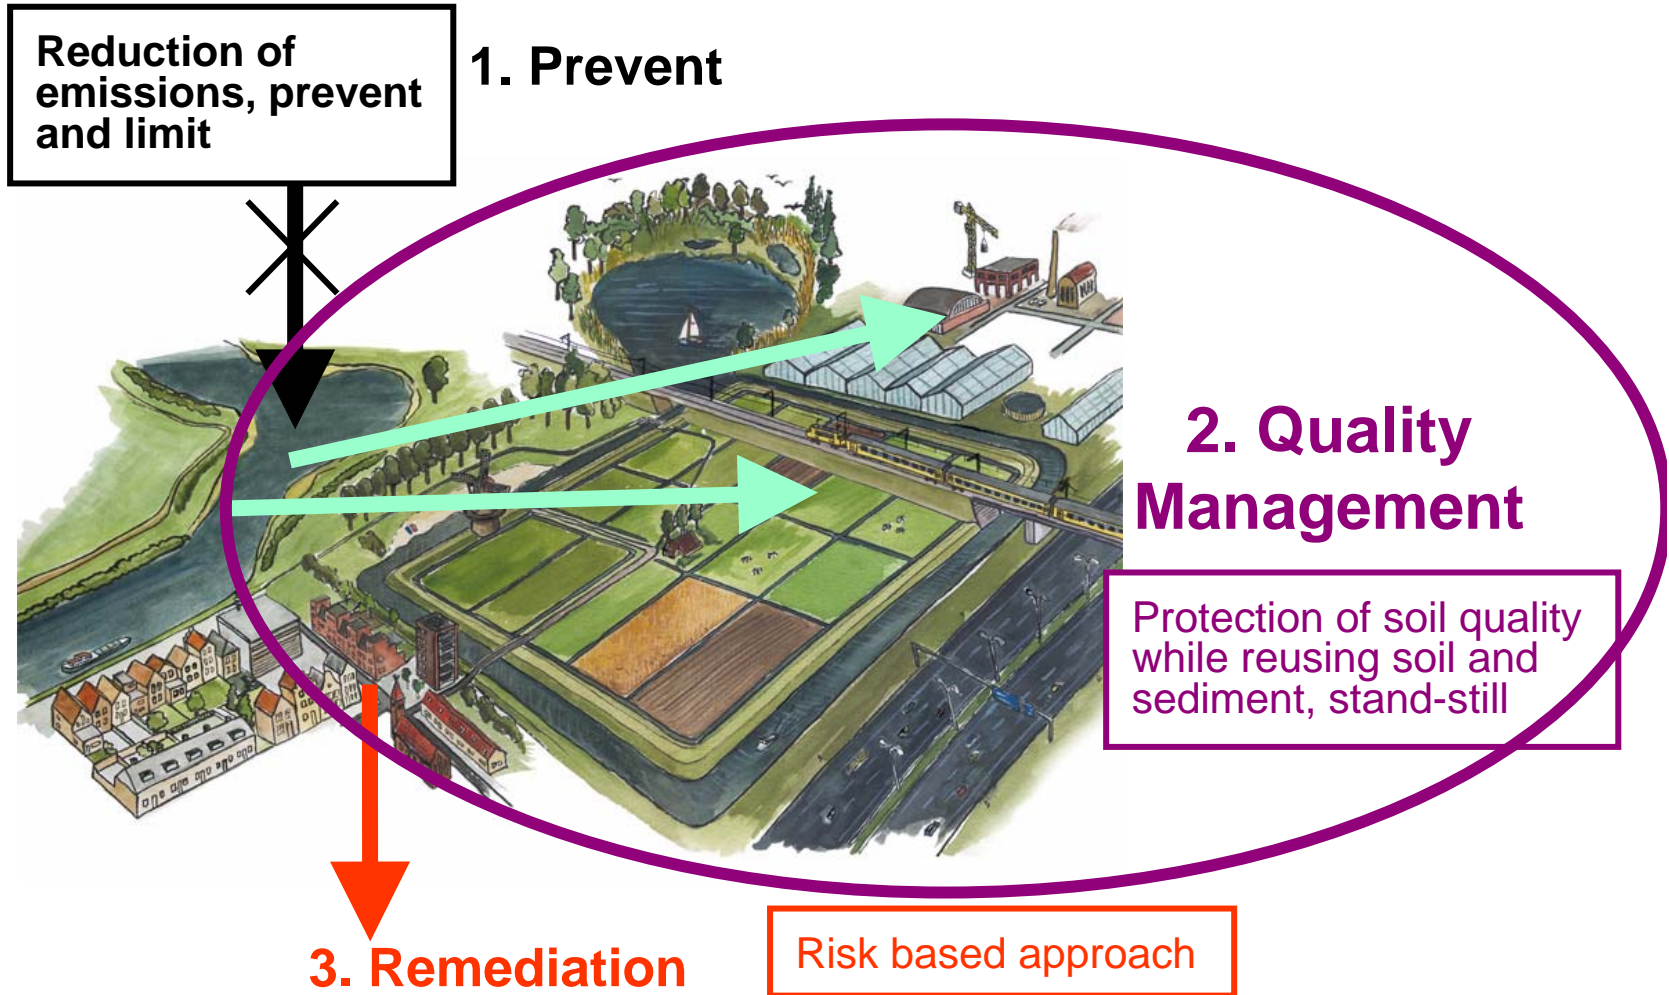 Reduction of
emissions, prevent
and limit
1. Prevent
2. Quality
Management
Protection of soil quality
while reusing soil and
sediment, stand-still
3. Remediation
Risk based approach